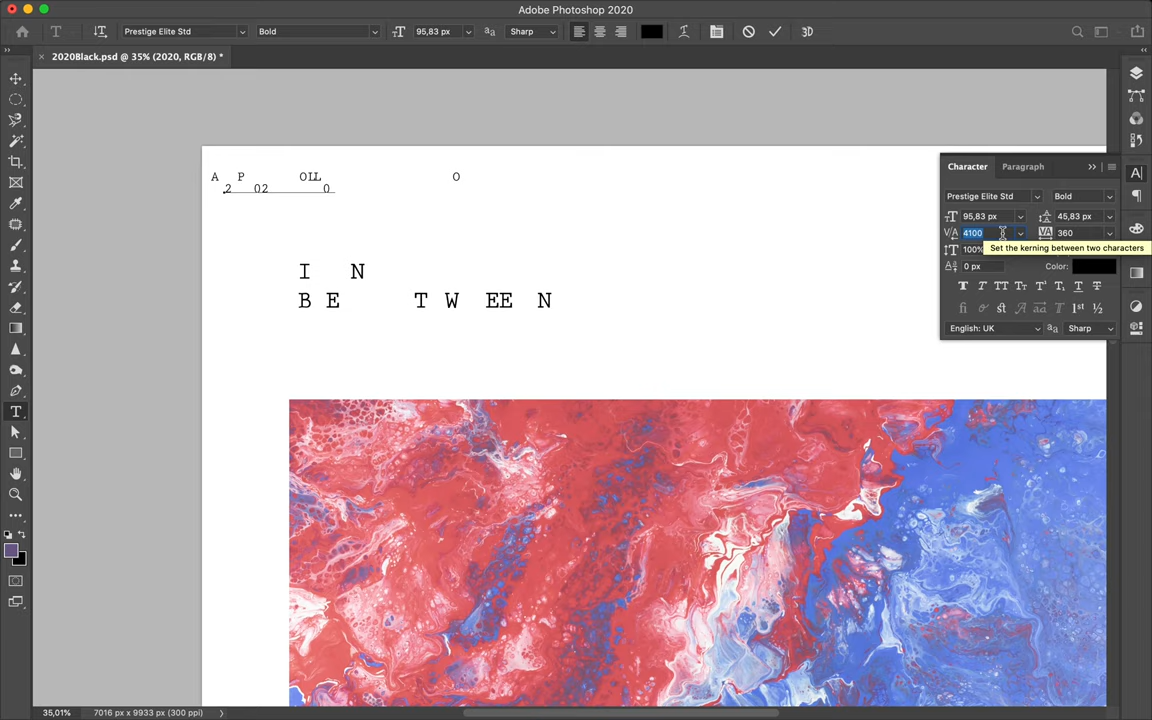 Adobe Photoshop 2020
Prestige Elite Std Bold 95,83 px Sharp 3D
2020Black.psd @ 35% (2020, RGB/8) *
A P OILL O
2 02 0
I N
B E T W EE N
Character Paragraph
Prestige Elite Std Bold
95,83 px 45,83 px
4100 360
Set the kerning between two characters
100%
0 px Color:
English: UK Sharp
35,01% 7016 px x 9933 px (300 ppi)